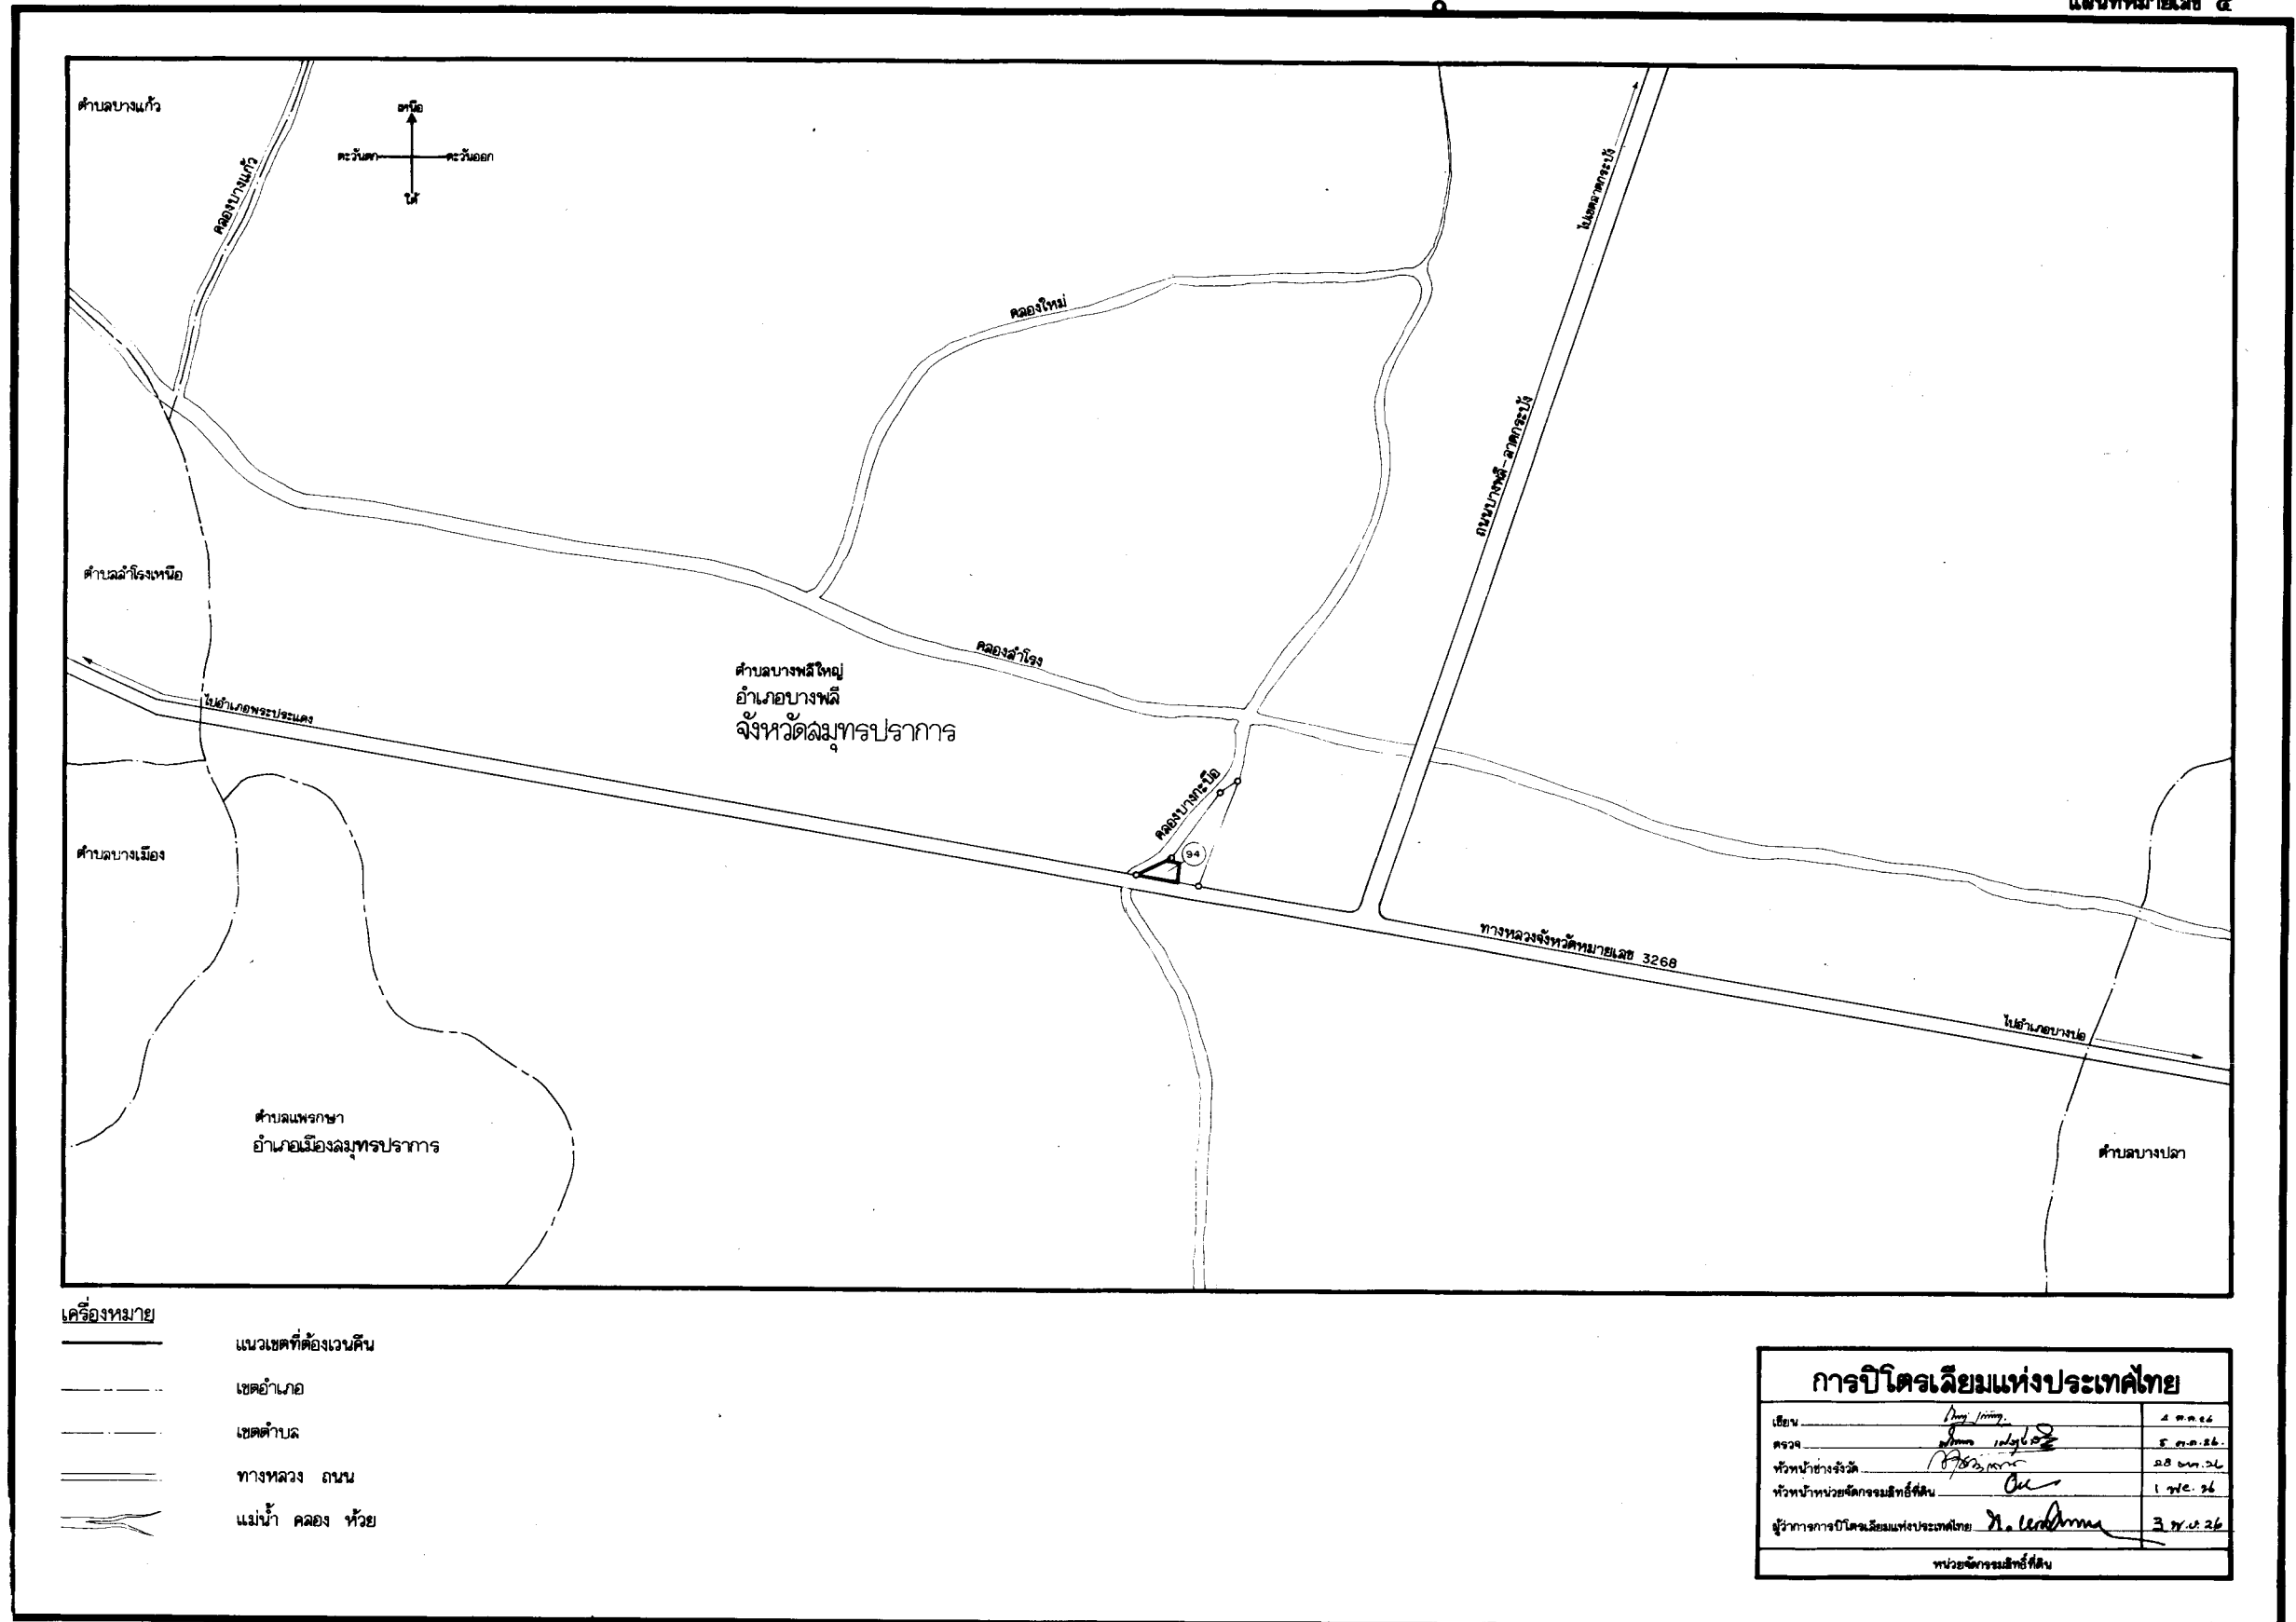 แผนที่หมายเลข ๔
ตำบลบางแก้ว
เหนือ
ตะวันตก
ตะวันออก
ใต้
คลองบางแก้ว
ไปเขตลาดกระบัง
คลองใหม่
ถนนบางพลี-ลาดกระบัง
ตำบลสำโรงเหนือ
คลองสำโรง
ตำบลบางพลีใหญ่
อำเภอบางพลี
จังหวัดสมุทรปราการ
ไปอำเภอพระประแดง
คลองบางกะบือ
94
ตำบลบางเมือง
ทางหลวงจังหวัดหมายเลข 3268
ไปอำเภอบางบ่อ
ตำบลแพรกษา
อำเภอเมืองสมุทรปราการ
ตำบลบางปลา
เครื่องหมาย
แนวเขตที่ต้องเวนคืน
เขตอำเภอ
เขตตำบล
ทางหลวง ถนน
แม่น้ำ คลอง ห้วย
การปิโตรเลียมแห่งประเทศไทย
เขียน
ตรวจ
5 ต.ค. 26.
หัวหน้าช่างรังวัด
หัวหน้าหน่วยจัดกรรมสิทธิ์ที่ดิน
1 พย. 26
ผู้ว่าการการปิโตรเลียมแห่งประเทศไทย
3 พ.ย. 26
หน่วยจัดกรรมสิทธิ์ที่ดิน